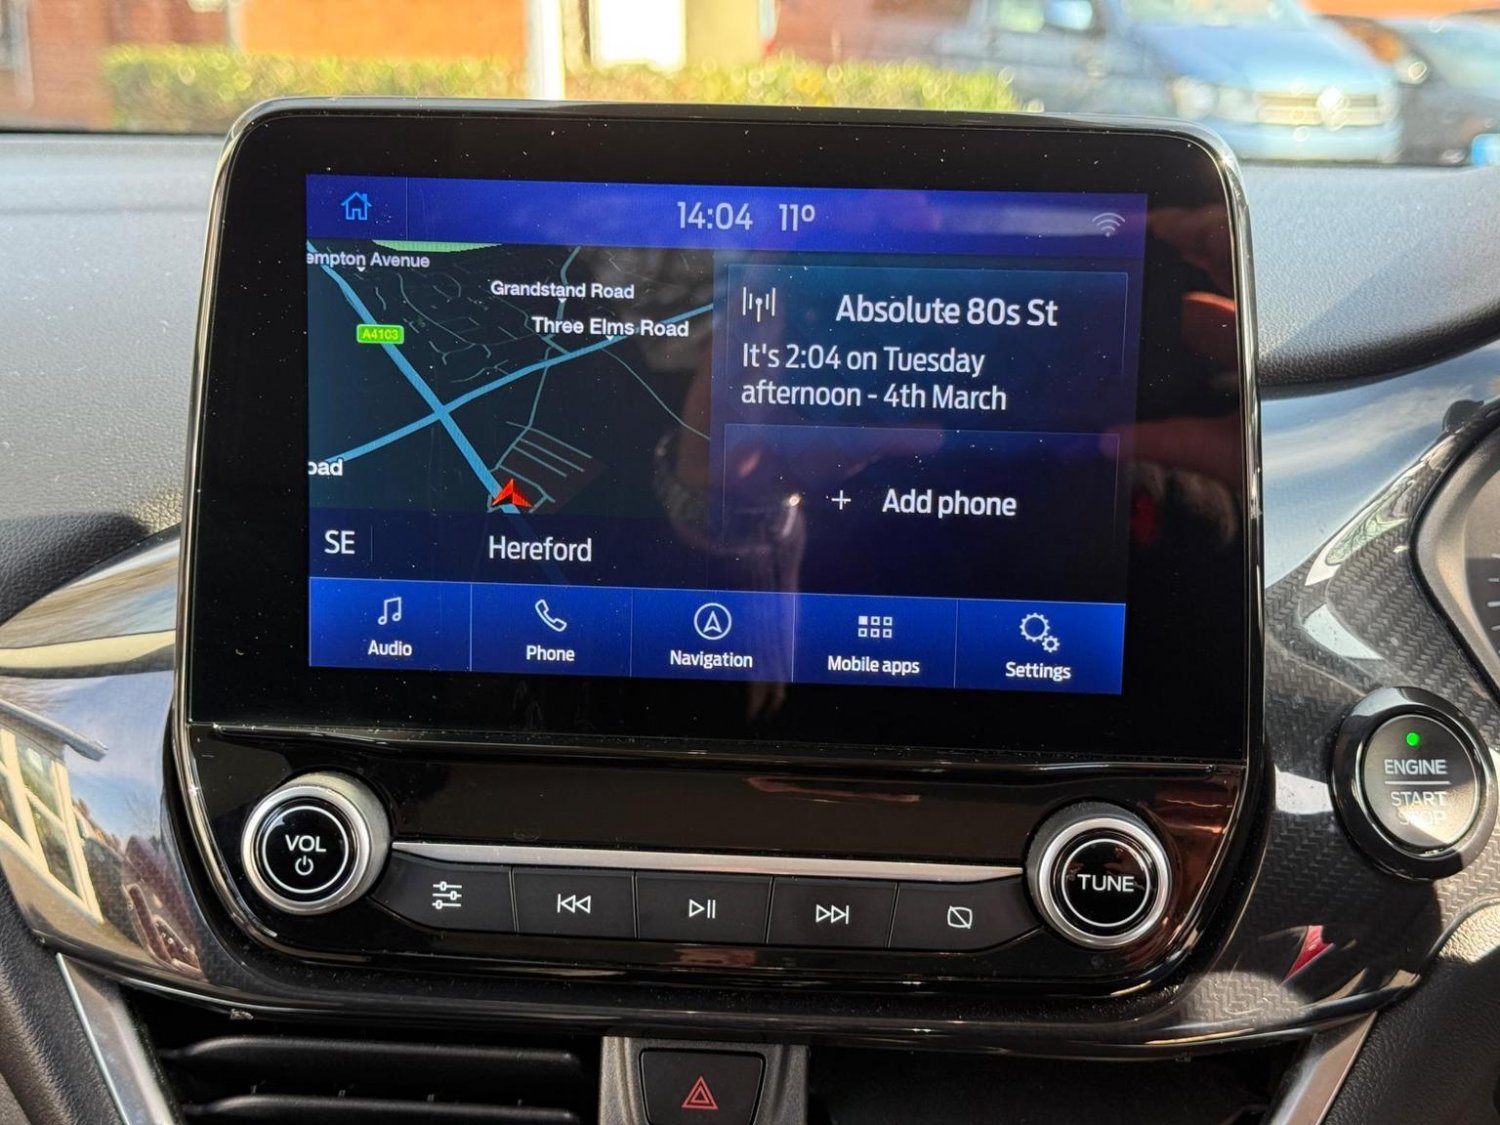 14:04 11º
empton Avenue
Grandstand Road
Three Elms Road
A4103
oad
SE
Hereford
Absolute 80s St
It's 2:04 on Tuesday
afternoon - 4th March
+ Add phone
Audio
Phone
Navigation
Mobile apps
Settings
VOL
TUNE
ENGINE
START
STOP